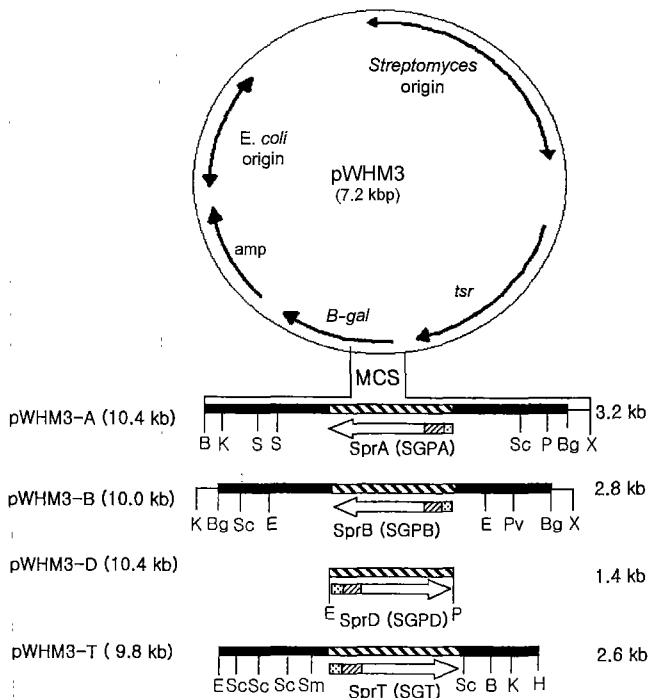 Streptomyces
origin
E. coli
origin
pWHM3
(7.2 kbp)
amp
B-gal
tsr
MCS
pWHM3-A (10.4 kb)
3.2 kb
B K S S Sc P Bg X
SprA (SGPA)
pWHM3-B (10.0 kb)
2.8 kb
K Bg Sc E E Pv Bg X
SprB (SGPB)
pWHM3-D (10.4 kb)
1.4 kb
E SprD (SGPD) P
pWHM3-T ( 9.8 kb)
2.6 kb
E Sc Sc Sc Sm Sc B K H
SprT (SGT)